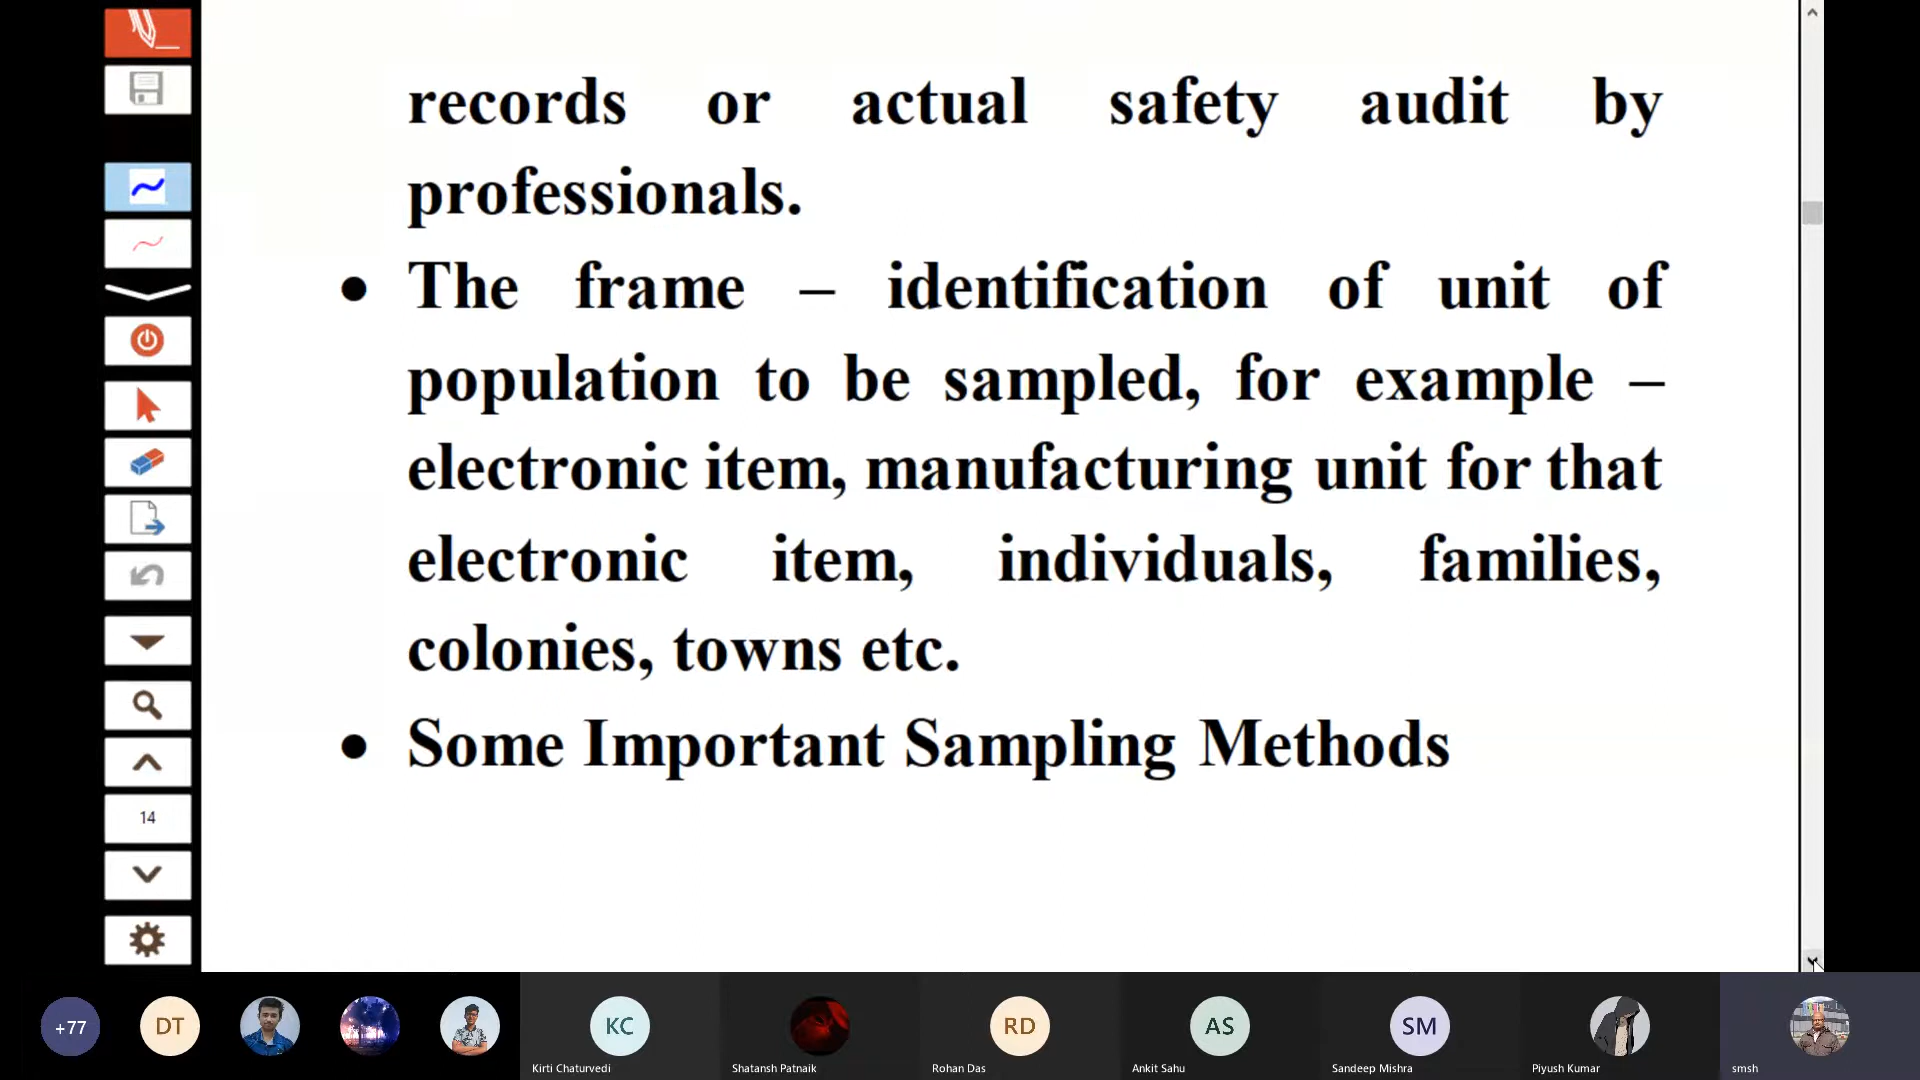 records or actual safety audit by
professionals.
• The frame – identification of unit of
population to be sampled, for example –
electronic item, manufacturing unit for that
electronic item, individuals, families,
colonies, towns etc.
• Some Important Sampling Methods
14
+77
DT
KC
RD
AS
SM
Kirti Chaturvedi
Shatansh Patnaik
Rohan Das
Ankit Sahu
Sandeep Mishra
Piyush Kumar
smsh